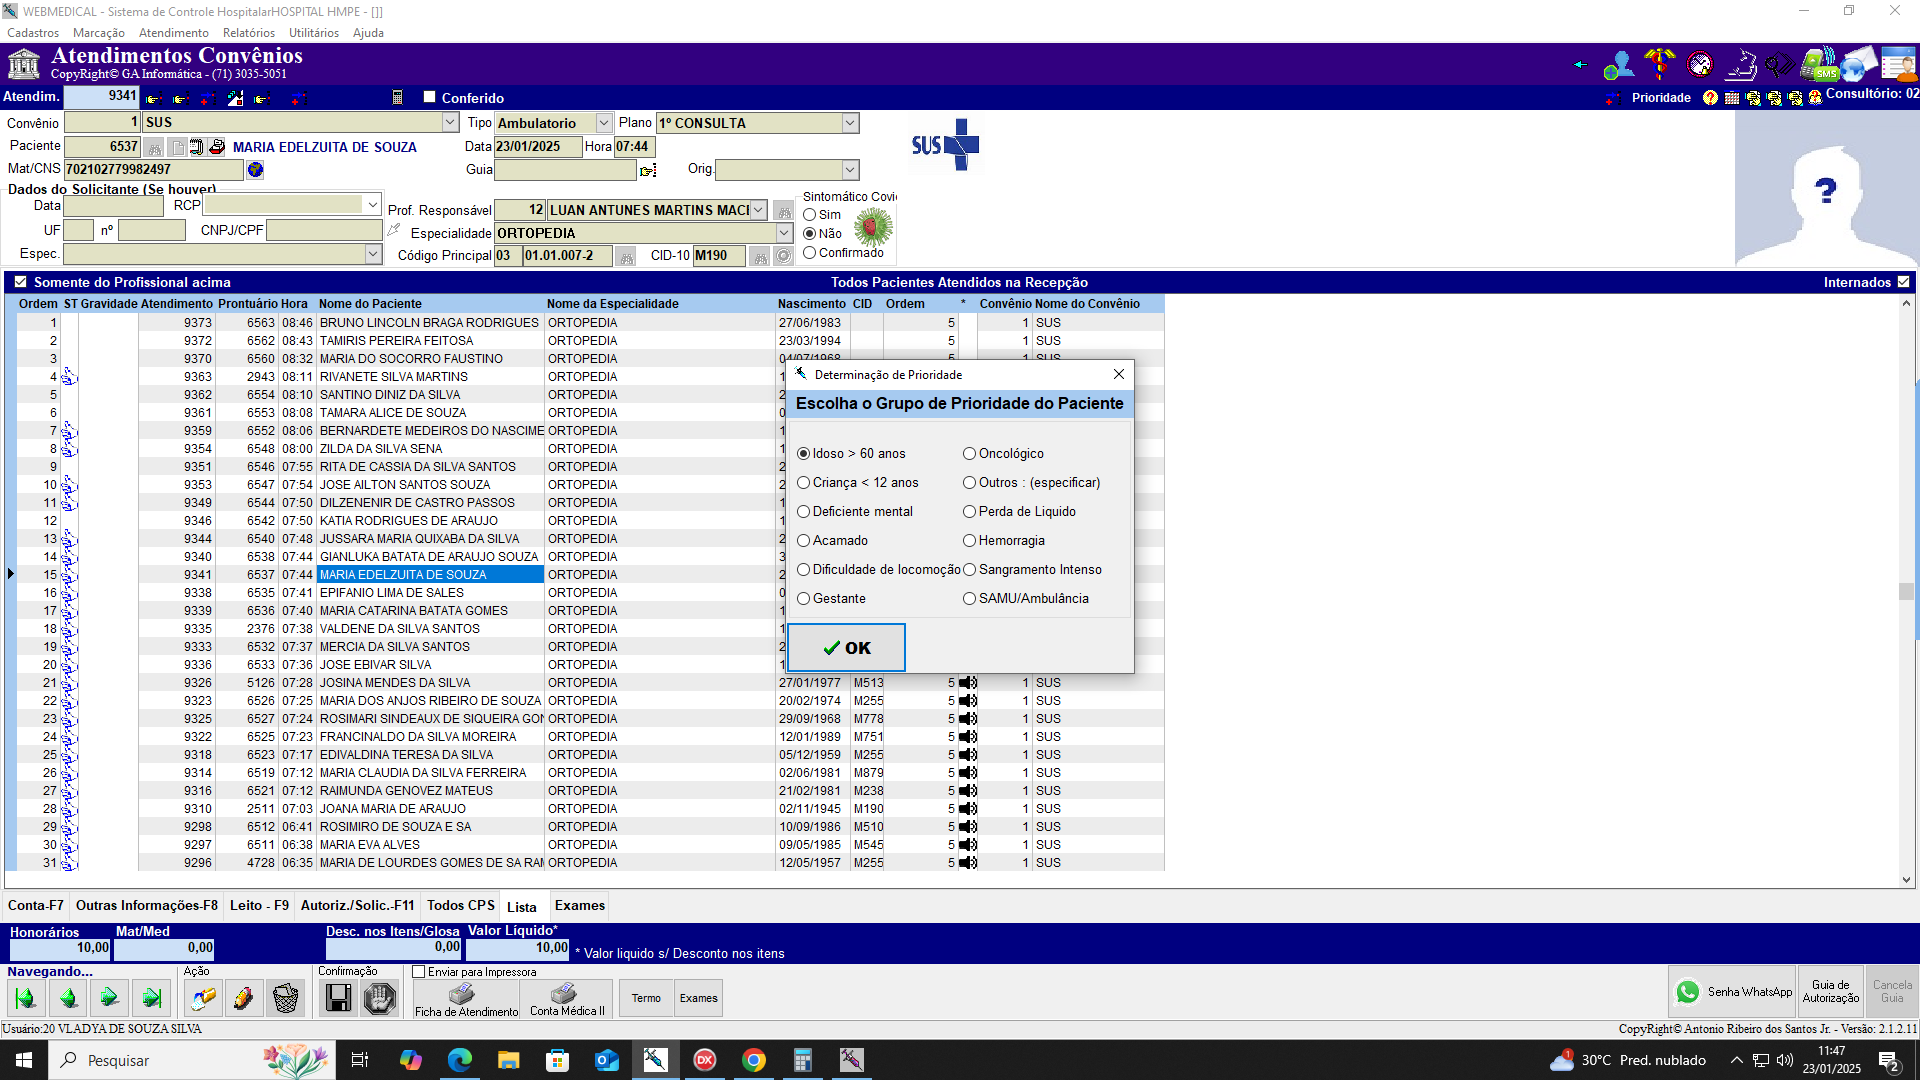 WEBMEDICAL - Sistema de Controle HospitalarHOSPITAL HMPE - []]
Cadastros Marcação Atendimento Relatórios Utilitários Ajuda
Atendimentos Convênios
CopyRight© GA Informática - (71) 3035-5051
SMS
Atendim. 9341 Conferido Prioridade Consultório: 02
Convênio 1 SUS Tipo Ambulatorio Plano 1º CONSULTA
Paciente 6537 MARIA EDELZUITA DE SOUZA Data 23/01/2025 Hora 07:44
SUS
Mat/CNS 702102779982497 Guia Orig.
Dados do Solicitante (Se houver)
Data RCP Prof. Responsável 12 LUAN ANTUNES MARTINS MACI
UF nº CNPJ/CPF Especialidade ORTOPEDIA
Espec. Código Principal 03 01.01.007-2 CID-10 M190
Sintomático Covi
Sim
Não
Confirmado
Somente do Profissional acima Todos Pacientes Atendidos na Recepção Internados
Ordem ST Gravidade Atendimento Prontuário Hora Nome do Paciente Nome da Especialidade Nascimento CID Ordem * Convênio Nome do Convênio
1 9373 6563 08:46 BRUNO LINCOLN BRAGA RODRIGUES ORTOPEDIA 27/06/1983 5 1 SUS
2 9372 6562 08:43 TAMIRIS PEREIRA FEITOSA ORTOPEDIA 23/03/1994 5 1 SUS
3 9370 6560 08:32 MARIA DO SOCORRO FAUSTINO ORTOPEDIA 04/07/1968 5 1 SUS
4 9363 2943 08:11 RIVANETE SILVA MARTINS ORTOPEDIA 1
5 9362 6554 08:10 SANTINO DINIZ DA SILVA ORTOPEDIA 2
6 9361 6553 08:08 TAMARA ALICE DE SOUZA ORTOPEDIA 0
7 9359 6552 08:06 BERNARDETE MEDEIROS DO NASCIME ORTOPEDIA 1
8 9354 6548 08:00 ZILDA DA SILVA SENA ORTOPEDIA 1
9 9351 6546 07:55 RITA DE CASSIA DA SILVA SANTOS ORTOPEDIA 2
10 9353 6547 07:54 JOSE AILTON SANTOS SOUZA ORTOPEDIA 2
11 9349 6544 07:50 DILZENENIR DE CASTRO PASSOS ORTOPEDIA 1
12 9346 6542 07:50 KATIA RODRIGUES DE ARAUJO ORTOPEDIA 1
13 9344 6540 07:48 JUSSARA MARIA QUIXABA DA SILVA ORTOPEDIA 2
14 9340 6538 07:44 GIANLUKA BATATA DE ARAUJO SOUZA ORTOPEDIA 3
15 9341 6537 07:44 MARIA EDELZUITA DE SOUZA ORTOPEDIA 2
16 9338 6535 07:41 EPIFANIO LIMA DE SALES ORTOPEDIA 0
17 9339 6536 07:40 MARIA CATARINA BATATA GOMES ORTOPEDIA 1
18 9335 2376 07:38 VALDENE DA SILVA SANTOS ORTOPEDIA 1
19 9333 6532 07:37 MERCIA DA SILVA SANTOS ORTOPEDIA 2
20 9336 6533 07:36 JOSE EBIVAR SILVA ORTOPEDIA 1
21 9326 5126 07:28 JOSINA MENDES DA SILVA ORTOPEDIA 27/01/1977 M513 5 1 SUS
22 9323 6526 07:25 MARIA DOS ANJOS RIBEIRO DE SOUZA ORTOPEDIA 20/02/1974 M255 5 1 SUS
23 9325 6527 07:24 ROSIMARI SINDEAUX DE SIQUEIRA GON ORTOPEDIA 29/09/1968 M778 5 1 SUS
24 9322 6525 07:23 FRANCINALDO DA SILVA MOREIRA ORTOPEDIA 12/01/1989 M751 5 1 SUS
25 9318 6523 07:17 EDIVALDINA TERESA DA SILVA ORTOPEDIA 05/12/1959 M255 5 1 SUS
26 9314 6519 07:12 MARIA CLAUDIA DA SILVA FERREIRA ORTOPEDIA 02/06/1981 M879 5 1 SUS
27 9316 6521 07:12 RAIMUNDA GENOVEZ MATEUS ORTOPEDIA 21/02/1981 M238 5 1 SUS
28 9310 2511 07:03 JOANA MARIA DE ARAUJO ORTOPEDIA 02/11/1945 M190 5 1 SUS
29 9298 6512 06:41 ROSIMIRO DE SOUZA E SA ORTOPEDIA 10/09/1986 M510 5 1 SUS
30 9297 6511 06:38 MARIA EVA ALVES ORTOPEDIA 09/05/1985 M545 5 1 SUS
31 9296 4728 06:35 MARIA DE LOURDES GOMES DE SA RAM ORTOPEDIA 12/05/1957 M255 5 1 SUS
Determinação de Prioridade
Escolha o Grupo de Prioridade do Paciente
Idoso > 60 anos Oncológico
Criança < 12 anos Outros : (especificar)
Deficiente mental Perda de Liquido
Acamado Hemorragia
Dificuldade de locomoção Sangramento Intenso
Gestante SAMU/Ambulância
OK
Conta-F7 Outras Informações-F8 Leito - F9 Autoriz./Solic.-F11 Todos CPS Lista Exames
Honorários Mat/Med Desc. nos Itens/Glosa Valor Líquido*
10,00 0,00 0,00 10,00 * Valor liquido s/ Desconto nos itens
Navegando... Ação Confirmação Enviar para Impressora
Ficha de Atendimento Conta Médica II Termo Exames Senha WhatsApp Guia de Autorização Cancela Guia
Usuário:20 VLADYA DE SOUZA SILVA CopyRight© Antonio Ribeiro dos Santos Jr. - Versão: 2.1.2.11
Pesquisar DX 1 30°C Pred. nublado 11:47
23/01/2025 2